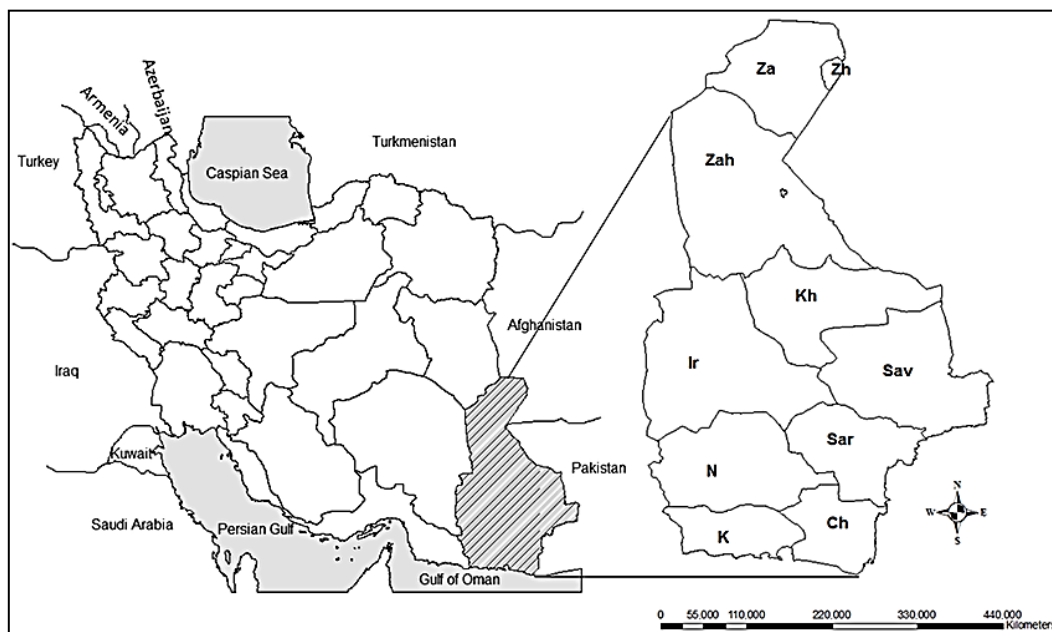 Armenia
Azerbaijan
Turkey
Caspian Sea
Turkmenistan
Iraq
Afghanistan
Kuwait
Pakistan
Saudi Arabia
Persian Gulf
Gulf of Oman
Za
Zh
Zah
Kh
Ir
Sav
Sar
N
K
Ch
N
W E
S
0 55,000 110,000 220,000 330,000 440,000
Kilometers